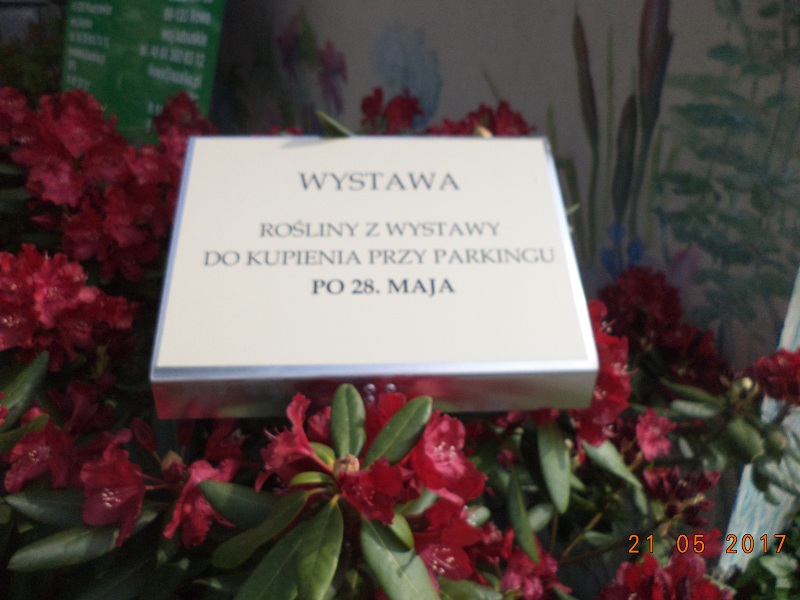 WYSTAWA
ROŚLINY Z WYSTAWY
DO KUPIENIA PRZY PARKINGU
PO 28. MAJA
21 05 2017